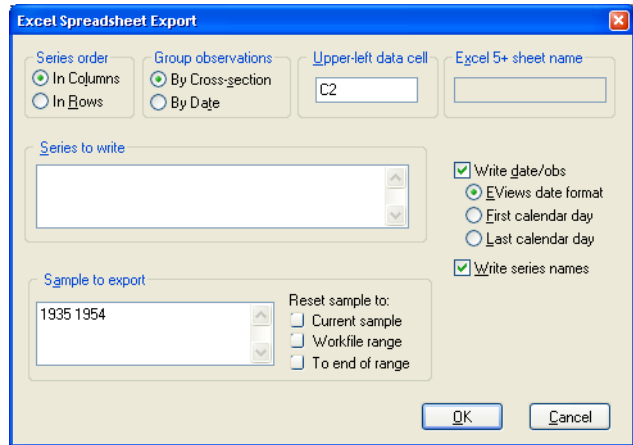 Excel Spreadsheet Export
Series order
In Columns
In Rows
Group observations
By Cross-section
By Date
Upper-left data cell
C2
Excel 5+ sheet name
Series to write
Write date/obs
EViews date format
First calendar day
Last calendar day
Write series names
Sample to export
1935 1954
Reset sample to:
Current sample
Workfile range
To end of range
OK
Cancel